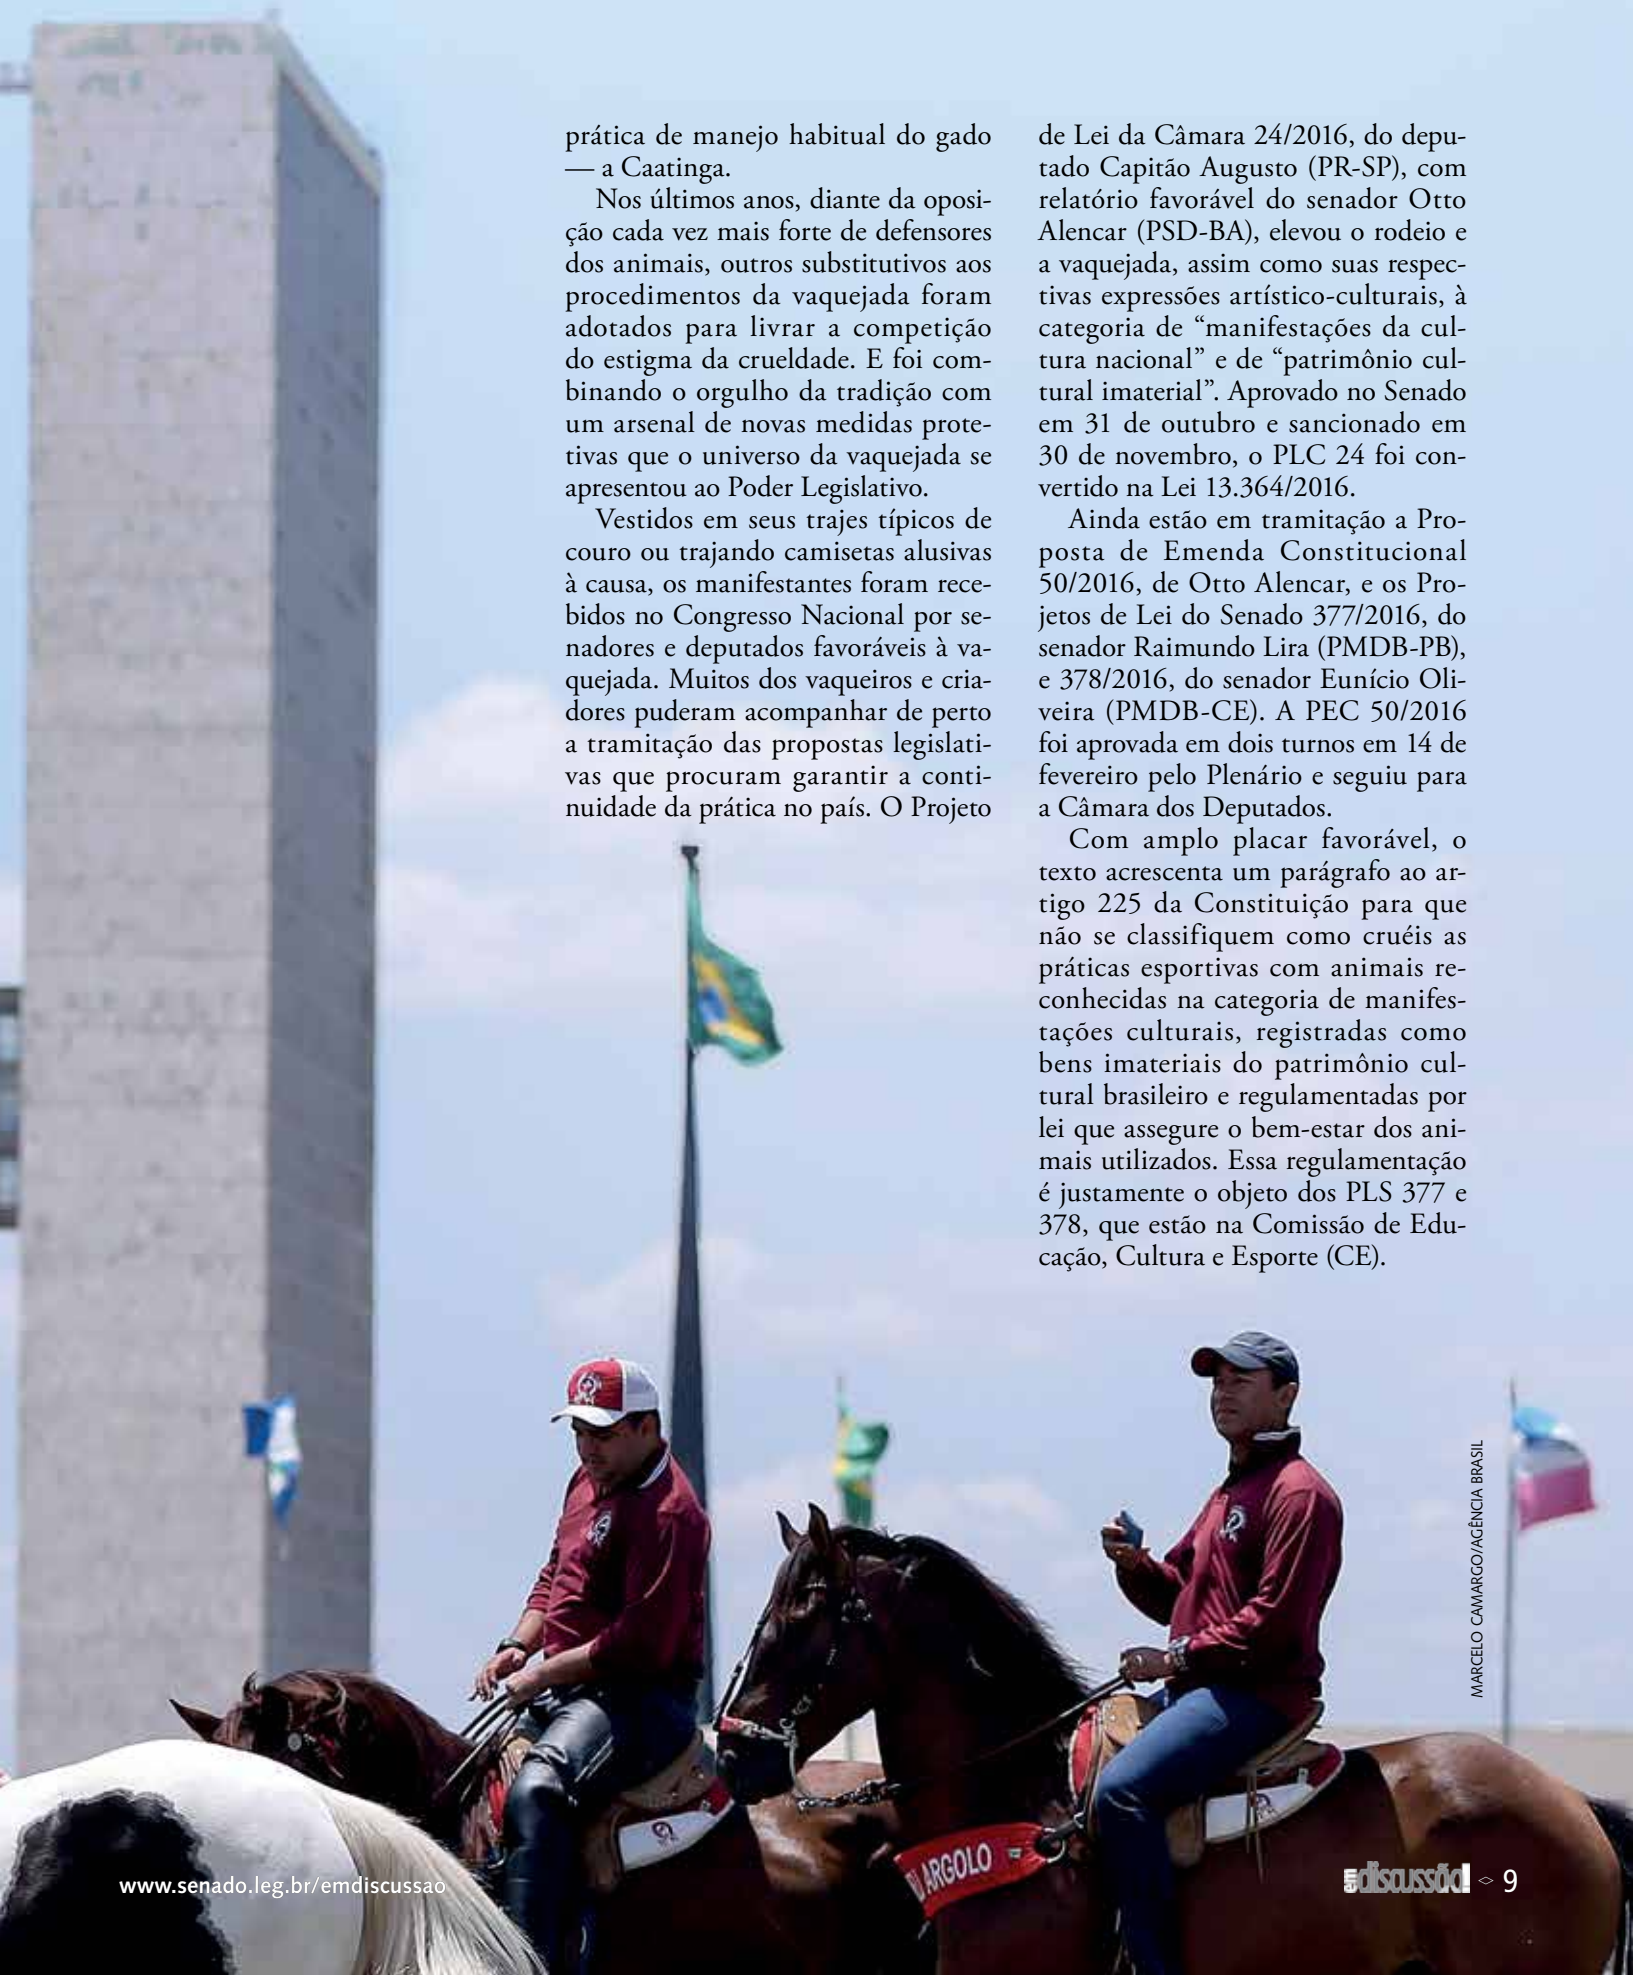 prática de manejo habitual do gado
— a Caatinga.
Nos últimos anos, diante da oposi-
ção cada vez mais forte de defensores
dos animais, outros substitutivos aos
procedimentos da vaquejada foram
adotados para livrar a competição
do estigma da crueldade. E foi com-
binando o orgulho da tradição com
um arsenal de novas medidas prote-
tivas que o universo da vaquejada se
apresentou ao Poder Legislativo.
Vestidos em seus trajes típicos de
couro ou trajando camisetas alusivas
à causa, os manifestantes foram rece-
bidos no Congresso Nacional por se-
nadores e deputados favoráveis à va-
quejada. Muitos dos vaqueiros e cria-
dores puderam acompanhar de perto
a tramitação das propostas legislati-
vas que procuram garantir a conti-
nuidade da prática no país. O Projeto
de Lei da Câmara 24/2016, do depu-
tado Capitão Augusto (PR-SP), com
relatório favorável do senador Otto
Alencar (PSD-BA), elevou o rodeio e
a vaquejada, assim como suas respec-
tivas expressões artístico-culturais, à
categoria de “manifestações da cul-
tura nacional” e de “patrimônio cul-
tural imaterial”. Aprovado no Senado
em 31 de outubro e sancionado em
30 de novembro, o PLC 24 foi con-
vertido na Lei 13.364/2016.
Ainda estão em tramitação a Pro-
posta de Emenda Constitucional
50/2016, de Otto Alencar, e os Pro-
jetos de Lei do Senado 377/2016, do
senador Raimundo Lira (PMDB-PB),
e 378/2016, do senador Eunício Oli-
veira (PMDB-CE). A PEC 50/2016
foi aprovada em dois turnos em 14 de
fevereiro pelo Plenário e seguiu para
a Câmara dos Deputados.
Com amplo placar favorável, o
texto acrescenta um parágrafo ao ar-
tigo 225 da Constituição para que
não se classifiquem como cruéis as
práticas esportivas com animais re-
conhecidas na categoria de manifes-
tações culturais, registradas como
bens imateriais do patrimônio cul-
tural brasileiro e regulamentadas por
lei que assegure o bem-estar dos ani-
mais utilizados. Essa regulamentação
é justamente o objeto dos PLS 377 e
378, que estão na Comissão de Edu-
cação, Cultura e Esporte (CE).
MARCELO CAMARGO/AGÊNCIA BRASIL
ARGOLO
www.senado.leg.br/emdiscussao
em discussão! 9